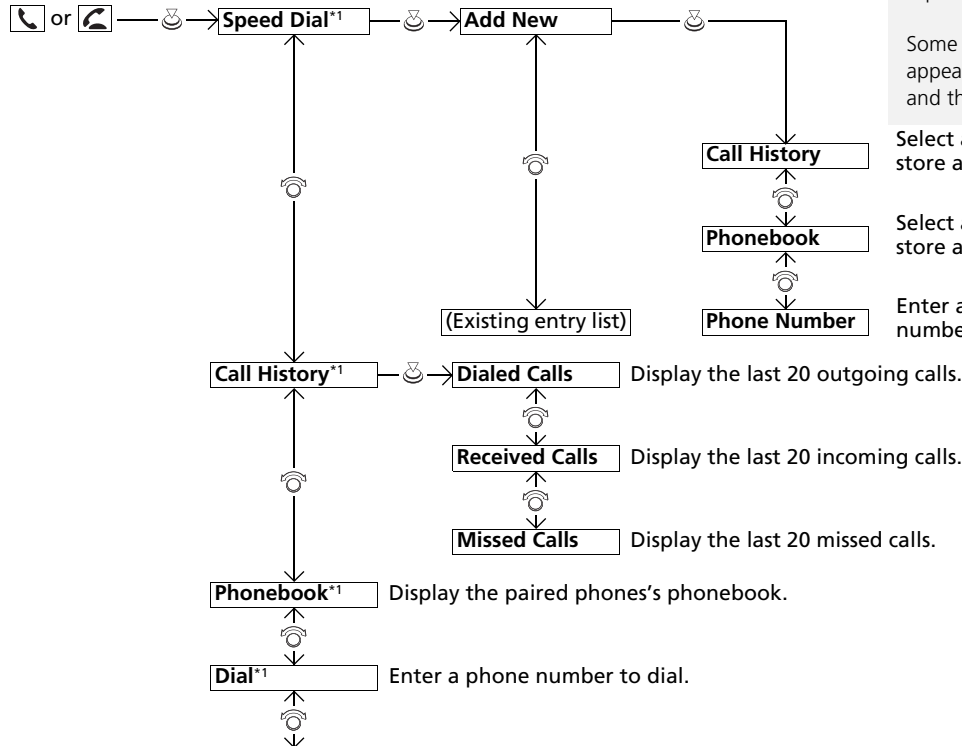 or
Speed Dial*1
Add New
Some
and th
Call History
Select
store a
Phonebook
Select
store a
Phone Number
Enter a
(Existing entry list)
Call History*1
Dialed Calls
Display the last 20 outgoing calls.
Received Calls
Display the last 20 incoming calls.
Missed Calls
Display the last 20 missed calls.
Phonebook*1
Display the paired phones’s phonebook.
Dial*1
Enter a phone number to dial.